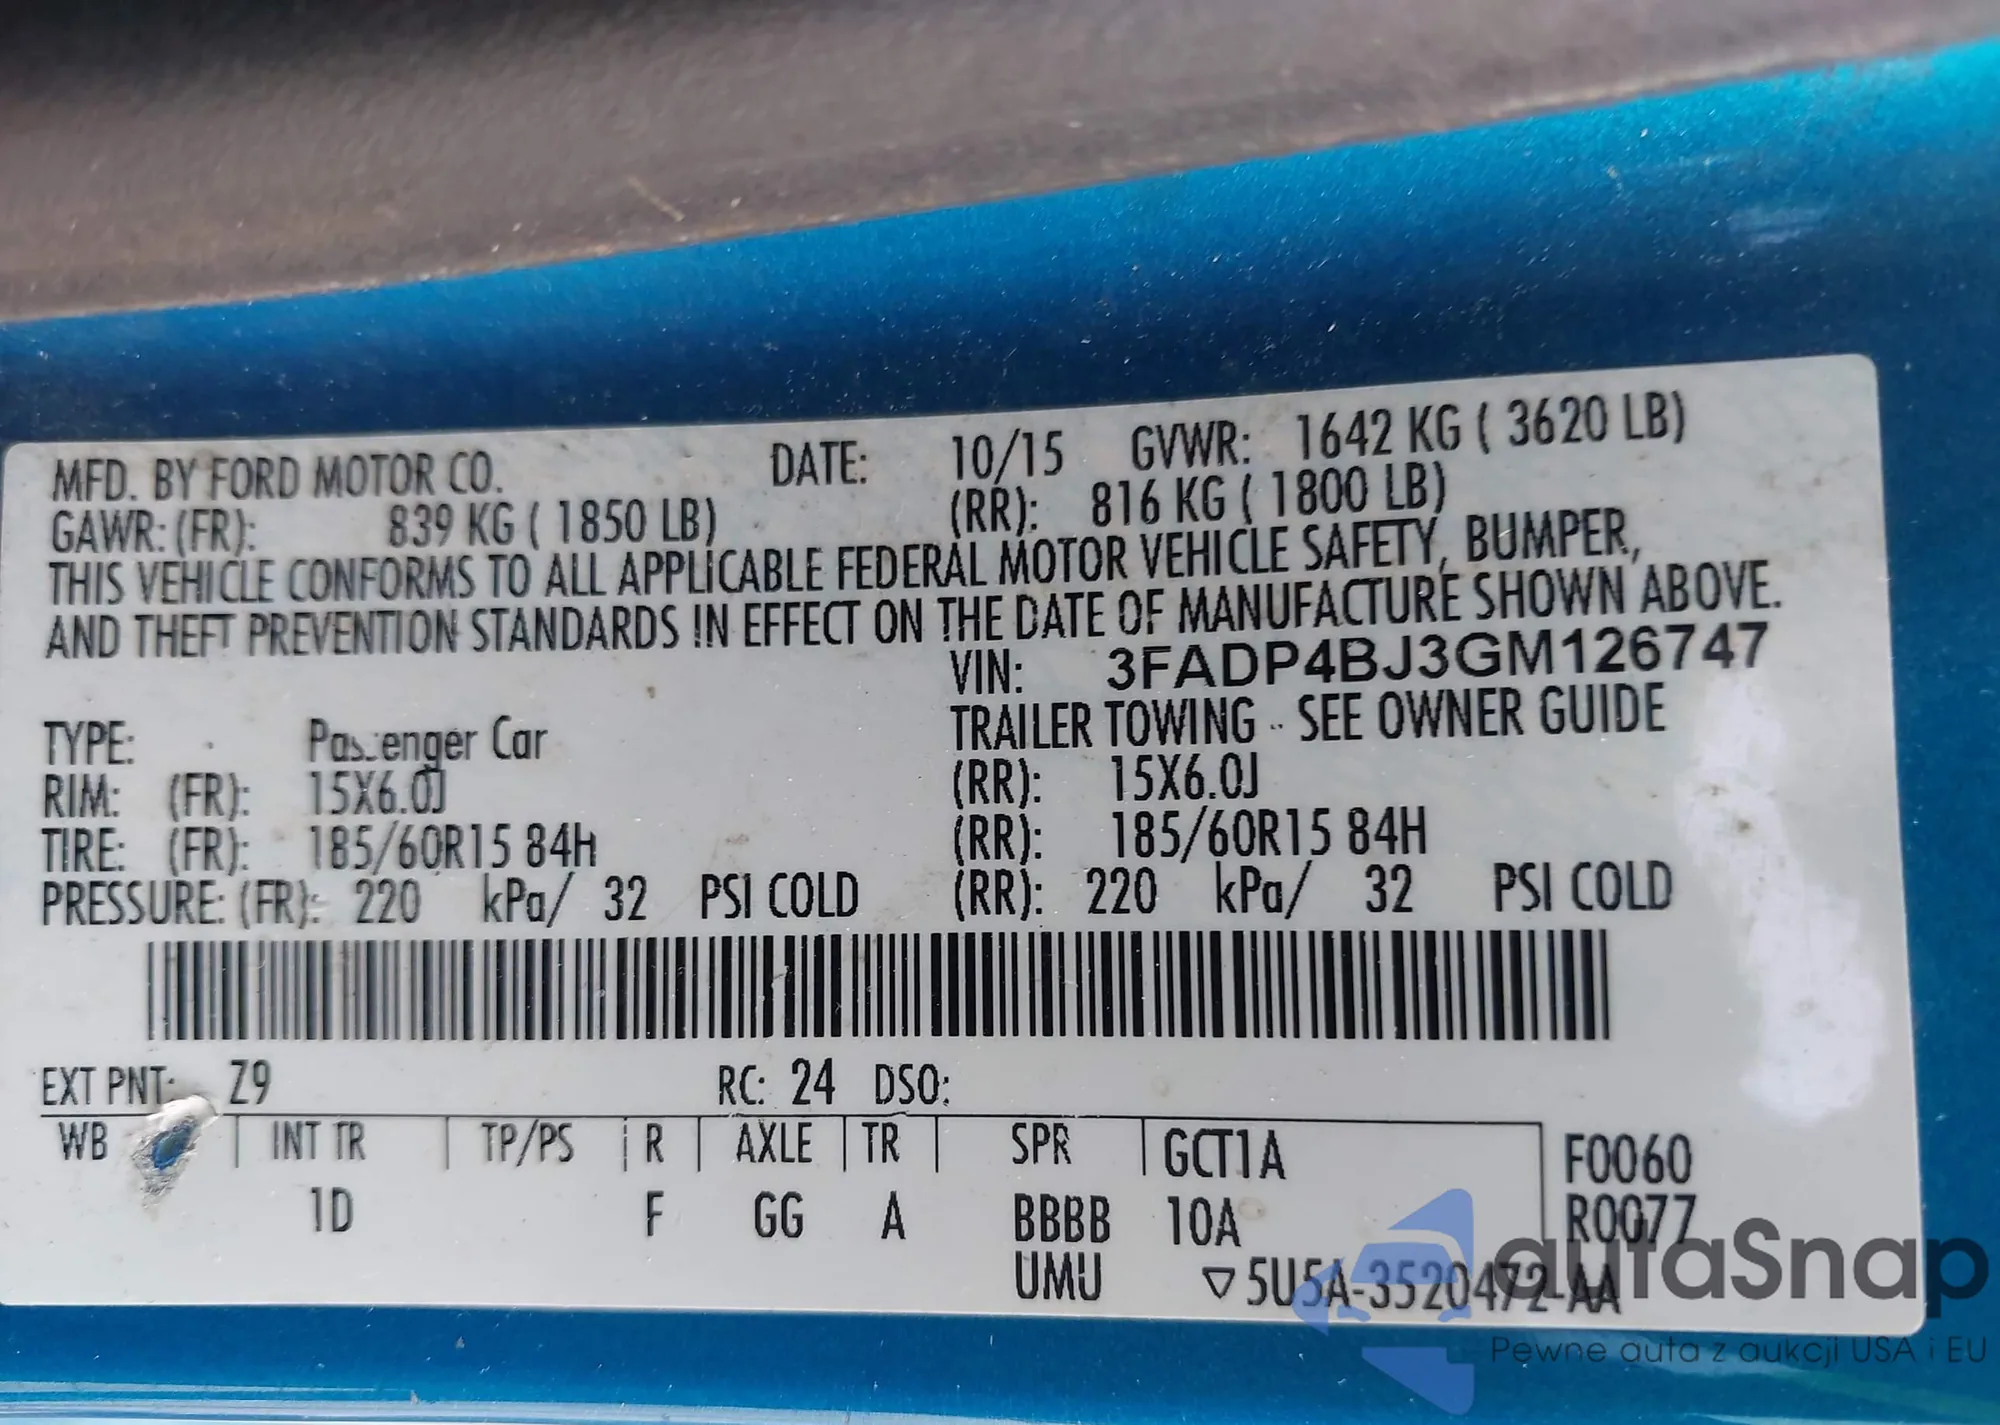 MFD. BY FORD MOTOR CO. DATE: 10/15 GVWR: 1642 KG ( 3620 LB)
GAWR: (FR): 839 KG ( 1850 LB) (RR): 816 KG ( 1800 LB)
THIS VEHICLE CONFORMS TO ALL APPLICABLE FEDERAL MOTOR VEHICLE SAFETY, BUMPER,
AND THEFT PREVENTION STANDARDS IN EFFECT ON THE DATE OF MANUFACTURE SHOWN ABOVE.
VIN: 3FADP4BJ3GM126747
TYPE: Passenger Car TRAILER TOWING - SEE OWNER GUIDE
RIM: (FR): 15X6.0J (RR): 15X6.0J
TIRE: (FR): 185/60R15 84H (RR): 185/60R15 84H
PRESSURE: (FR): 220 kPa/ 32 PSI COLD (RR): 220 kPa/ 32 PSI COLD
EXT PNT: Z9 RC: 24 DSO:
WB INT TR TP/PS R AXLE TR SPR GCT1A F0060
1D F GG A BBBB 10A R0077
UMU ▽5U5A-3520472-AA
autaSnap
Pewne auta z aukcji USA i EU